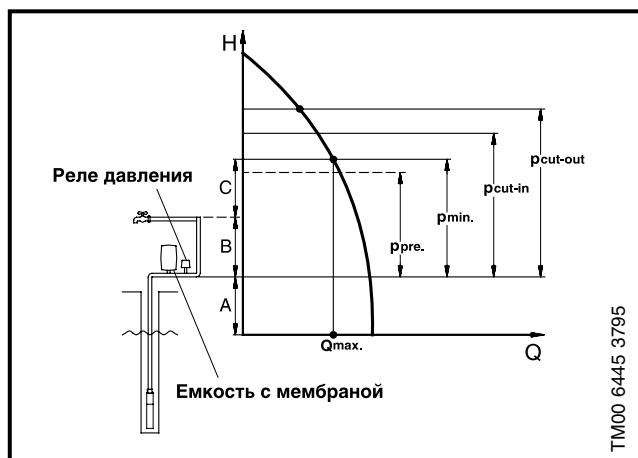 H
pcut-out
pcut-in
C
Реле давления
pmin.
ppre.
B
A
Qmax.
Q
Емкость с мембраной
TM00 6445 3795